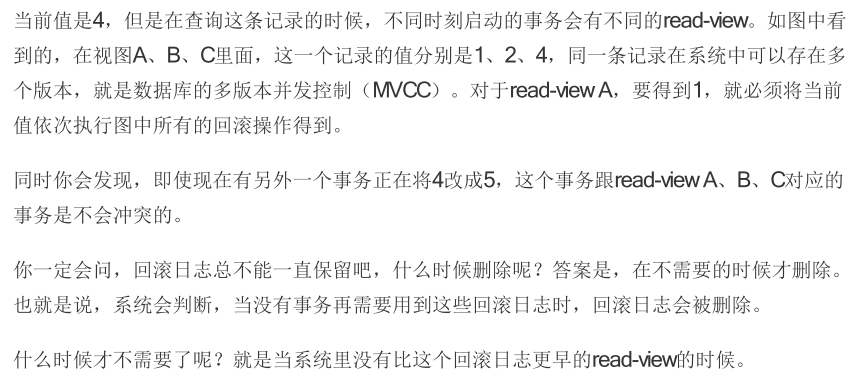 当前值是4，但是在查询这条记录的时候，不同时刻启动的事务会有不同的read-view。如图中看
到的，在视图A、B、C里面，这一个记录的值分别是1、2、4，同一条记录在系统中可以存在多
个版本，就是数据库的多版本并发控制（MVCC）。对于read-view A，要得到1，就必须将当前
值依次执行图中所有的回滚操作得到。
同时你会发现，即使现在有另外一个事务正在将4改成5，这个事务跟read-view A、B、C对应的
事务是不会冲突的。
你一定会问，回滚日志总不能一直保留吧，什么时候删除呢？答案是，在不需要的时候才删除。
也就是说，系统会判断，当没有事务再需要用到这些回滚日志时，回滚日志会被删除。
什么时候才不需要了呢？就是当系统里没有比这个回滚日志更早的read-view的时候。